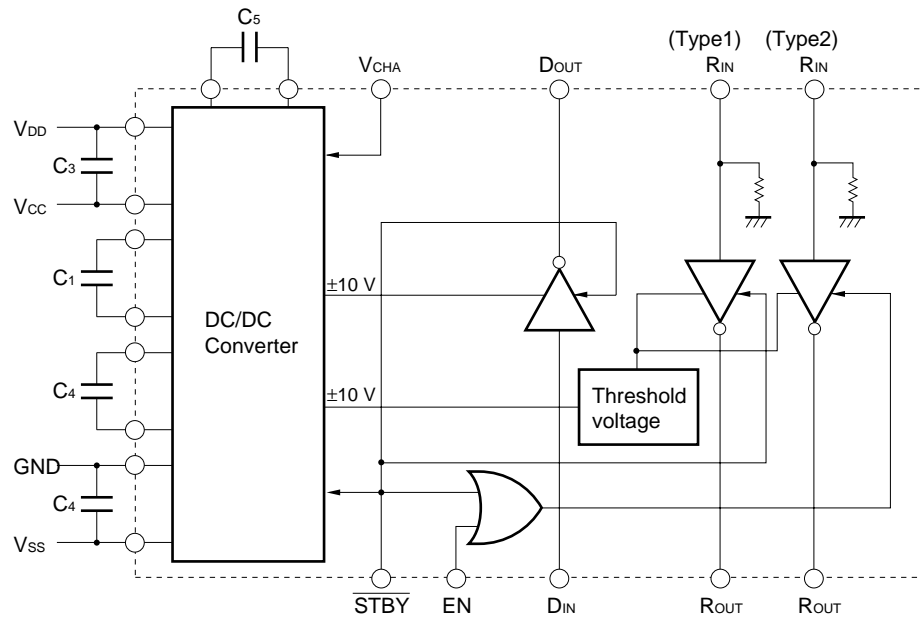 C5
VCHA
DOUT
(Type1)
RIN
(Type2)
RIN
VDD
C3
VCC
C1
±10 V
DC/DC
Converter
C4
±10 V
Threshold
voltage
GND
C4
VSS
STBY
EN
DIN
ROUT
ROUT